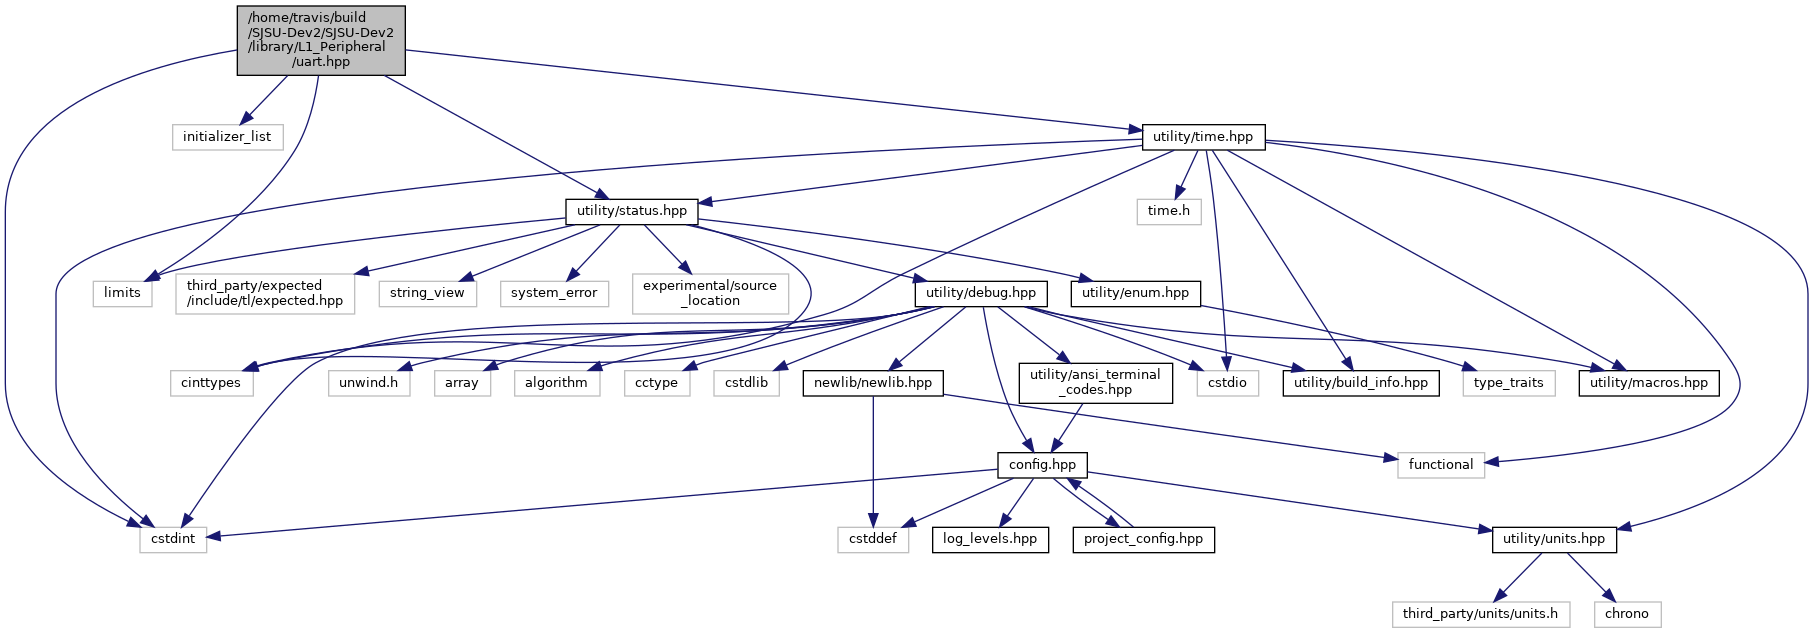 /home/travis/build
/SJSU-Dev2/SJSU-Dev2
/library/L1_Peripheral
/uart.hpp
initializer_list
utility/time.hpp
utility/status.hpp
time.h
limits
third_party/expected
/include/tl/expected.hpp
string_view
system_error
experimental/source
_location
utility/debug.hpp
utility/enum.hpp
cinttypes
unwind.h
array
algorithm
cctype
cstdlib
newlib/newlib.hpp
utility/ansi_terminal
_codes.hpp
cstdio
utility/build_info.hpp
type_traits
utility/macros.hpp
config.hpp
functional
cstdint
cstddef
log_levels.hpp
project_config.hpp
utility/units.hpp
third_party/units/units.h
chrono